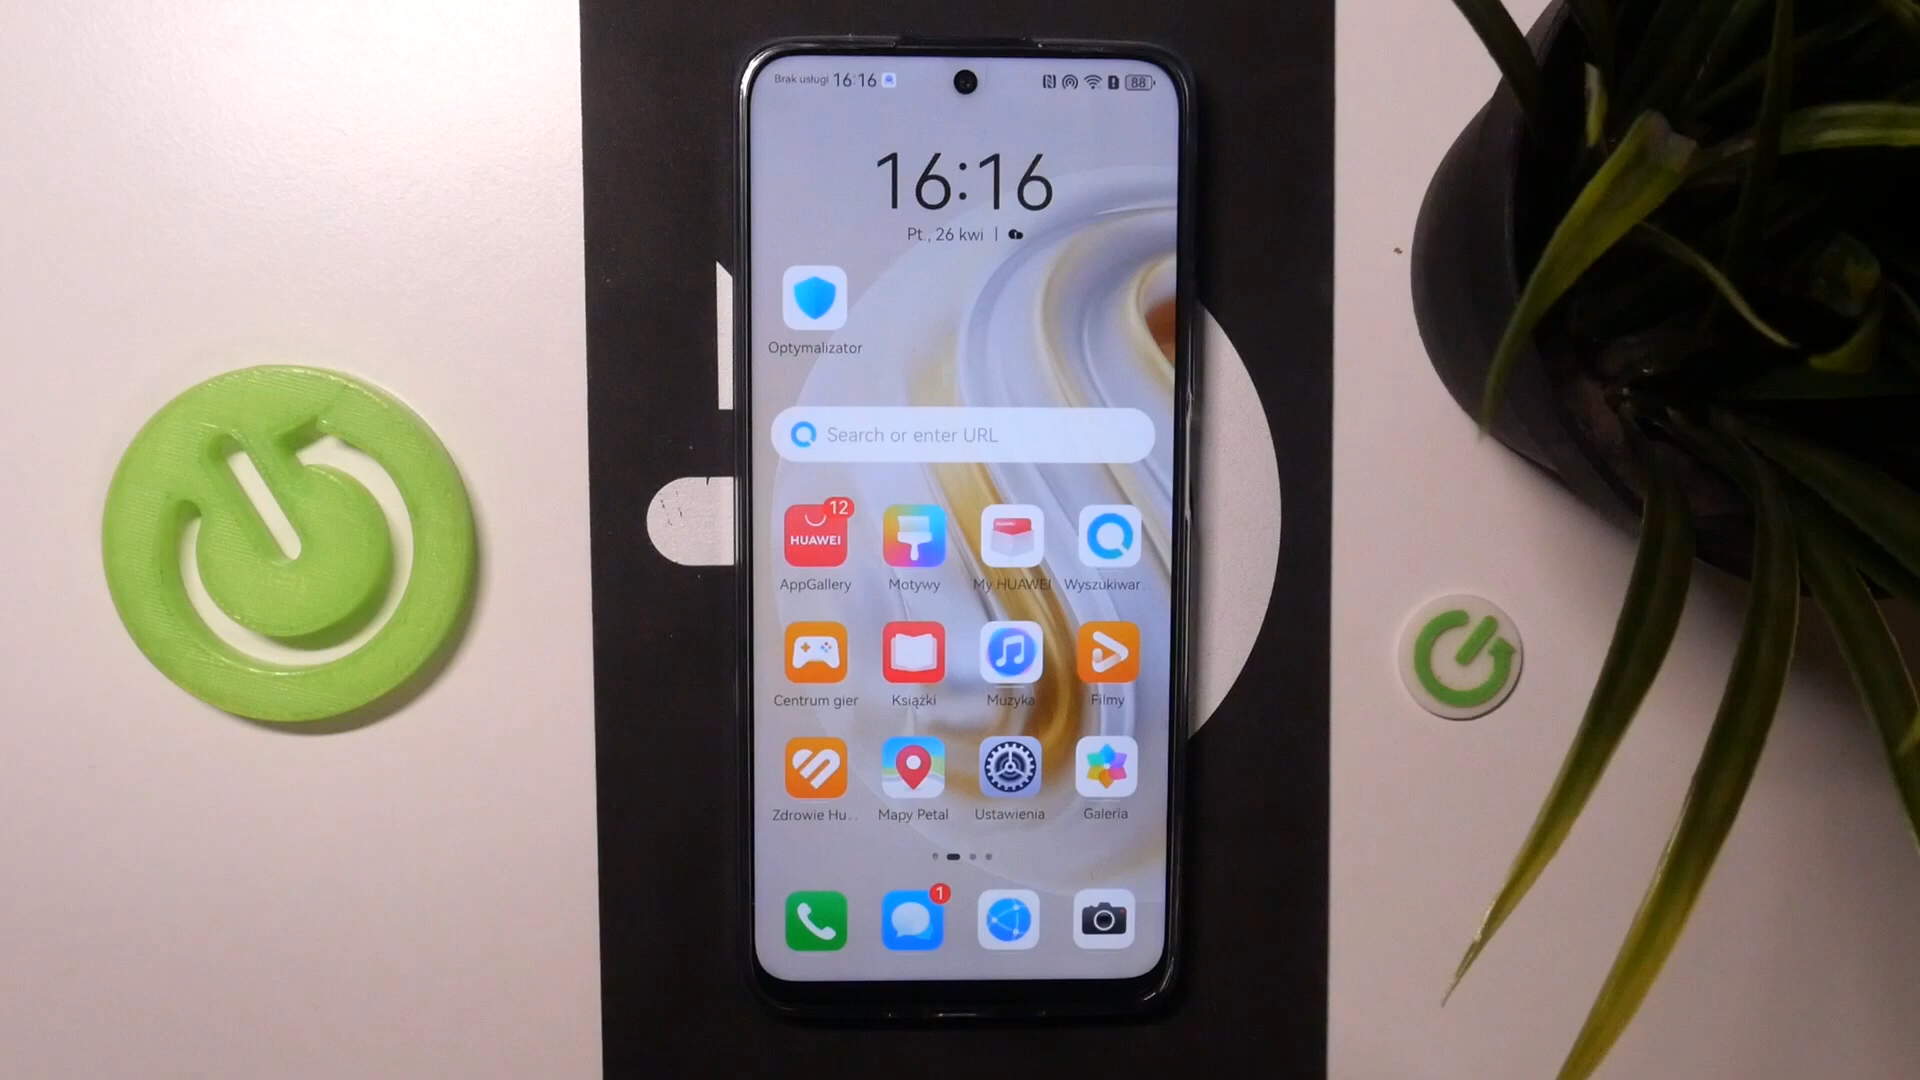 Brak usługi 16:16
88
16:16
Pt., 26 kwi |
Optymalizator
Search or enter URL
12
HUAWEI
HUAWEI
AppGallery Motywy My HUAWEI Wyszukiwar...
Centrum gier Książki Muzyka Filmy
Zdrowie Hu... Mapy Petal Ustawienia Galeria
1